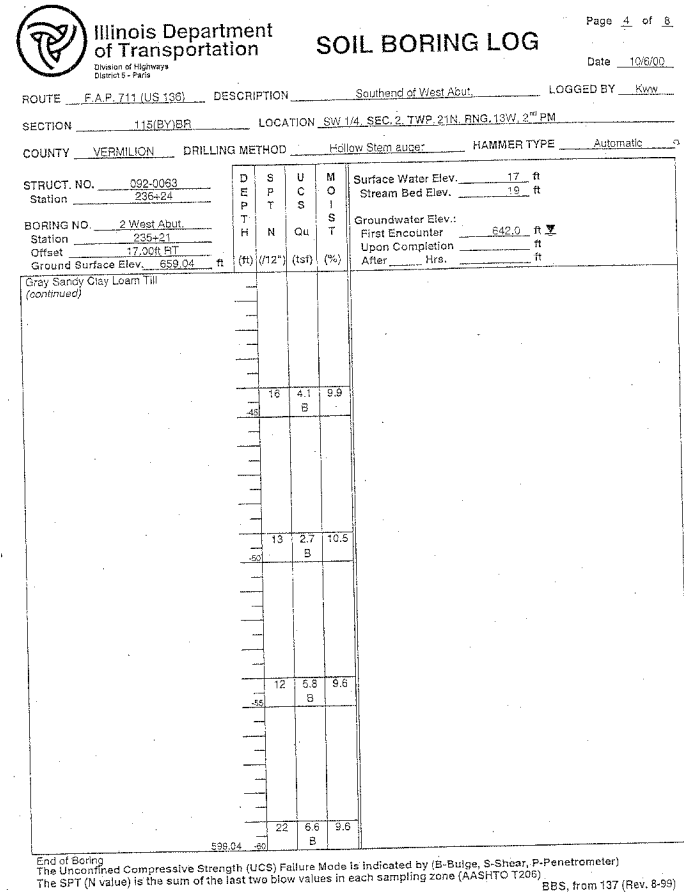 Illinois Department
of Transportation
Division of Highways
District 5 - Paris
SOIL BORING LOG
Page 4 of 8
Date 10/6/00
ROUTE F.A.P. 711 (US 136) DESCRIPTION Southend of West Abut. LOGGED BY Kww
SECTION 115(BY)BR LOCATION SW 1/4, SEC. 2, TWP. 21N, RNG. 13W, 2nd PM
COUNTY VERMILION DRILLING METHOD Hollow Stem auger HAMMER TYPE Automatic
STRUCT. NO. 092-0063
Station 236+24
BORING NO. 2 West Abut.
Station 235+21
Offset 17.00ft RT
Ground Surface Elev. 659.04 ft
DEPTH (ft)
SPT N (/12")
UCS Qu (tsf)
MOIST (%)
Surface Water Elev. 17 ft
Stream Bed Elev. 19 ft
Groundwater Elev.:
First Encounter 642.0 ft
Upon Completion ft
After Hrs. ft
Gray Sandy Clay Loam Till
(continued)
16 4.1 9.9
B
-45
13 2.7 10.5
B
-50
12 5.8 9.6
B
-55
22 6.6 9.6
B
599.04 -60
End of Boring
The Unconfined Compressive Strength (UCS) Failure Mode is indicated by (B-Bulge, S-Shear, P-Penetrometer)
The SPT (N value) is the sum of the last two blow values in each sampling zone (AASHTO T206)
BBS, from 137 (Rev. 8-99)